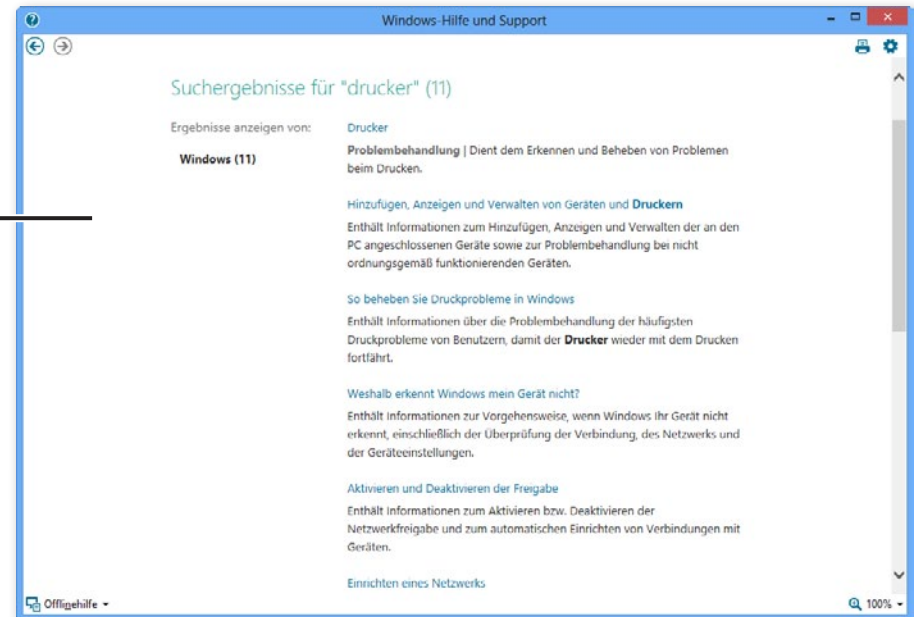 Windows-Hilfe und Support
Suchergebnisse für "drucker" (11)
Ergebnisse anzeigen von:
Windows (11)
Drucker
Problembehandlung | Dient dem Erkennen und Beheben von Problemen
beim Drucken.
Hinzufügen, Anzeigen und Verwalten von Geräten und Druckern
Enthält Informationen zum Hinzufügen, Anzeigen und Verwalten der an den
PC angeschlossenen Geräte sowie zur Problembehandlung bei nicht
ordnungsgemäß funktionierenden Geräten.
So beheben Sie Druckprobleme in Windows
Enthält Informationen über die Problembehandlung der häufigsten
Druckprobleme von Benutzern, damit der Drucker wieder mit dem Drucken
fortfährt.
Weshalb erkennt Windows mein Gerät nicht?
Enthält Informationen zur Vorgehensweise, wenn Windows Ihr Gerät nicht
erkennt, einschließlich der Überprüfung der Verbindung, des Netzwerks und
der Geräteeinstellungen.
Aktivieren und Deaktivieren der Freigabe
Enthält Informationen zum Aktivieren bzw. Deaktivieren der
Netzwerkfreigabe und zum automatischen Einrichten von Verbindungen mit
Geräten.
Einrichten eines Netzwerks
Offlinehilfe
100%